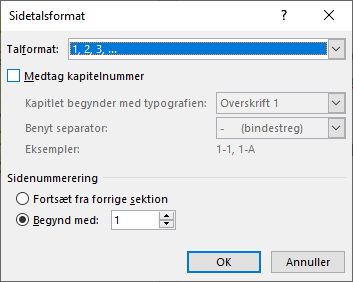 Sidetalsformat
? ×
Talformat: 1, 2, 3, ...
Medtag kapitelnummer
Kapitlet begynder med typografien: Overskrift 1
Benyt separator: - (bindestreg)
Eksempler: 1-1, 1-A
Sidenummerering
Fortsæt fra forrige sektion
Begynd med: 1
OK Annuller